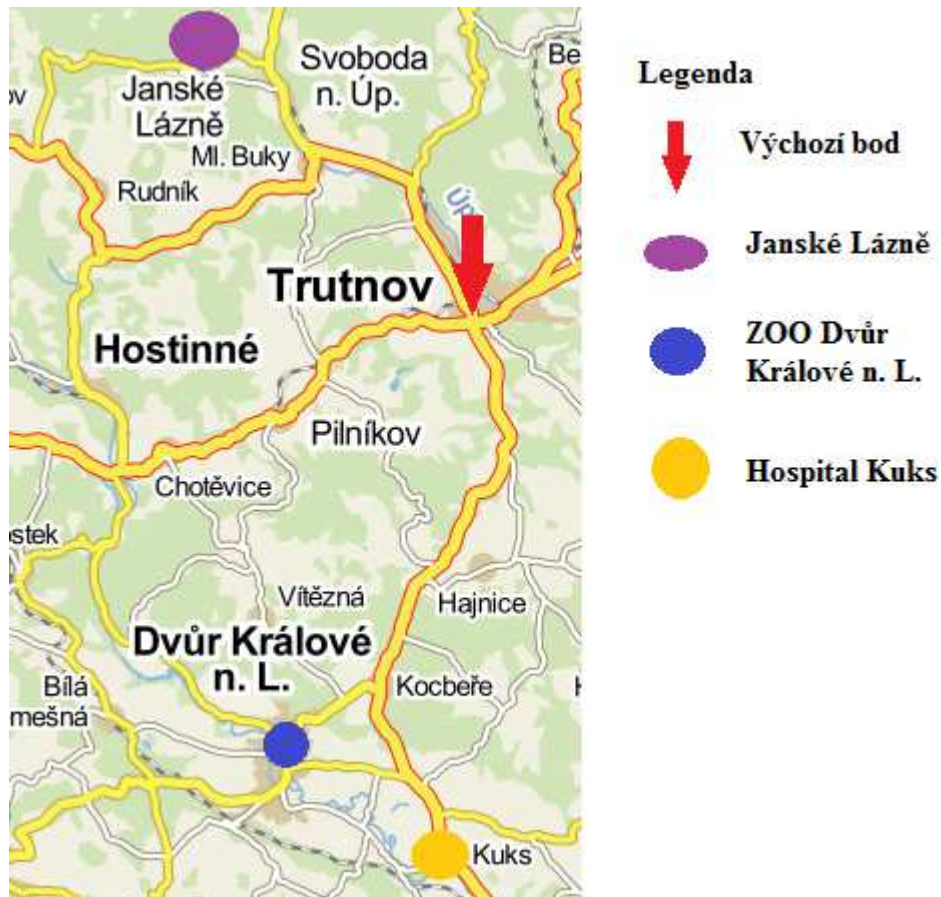 Svoboda
n. Úp.
Be
ov
Janské
Lázně
Ml. Buky
Rudník
Úp
Trutnov
Hostinné
Pilníkov
Chotěvice
stek
Vítězná
Hajnice
Dvůr Králové
n. L.
Bílá
mešná
Kocbeře
Kuks
Legenda
Výchozí bod
Janské Lázně
ZOO Dvůr
Králové n. L.
Hospital Kuks